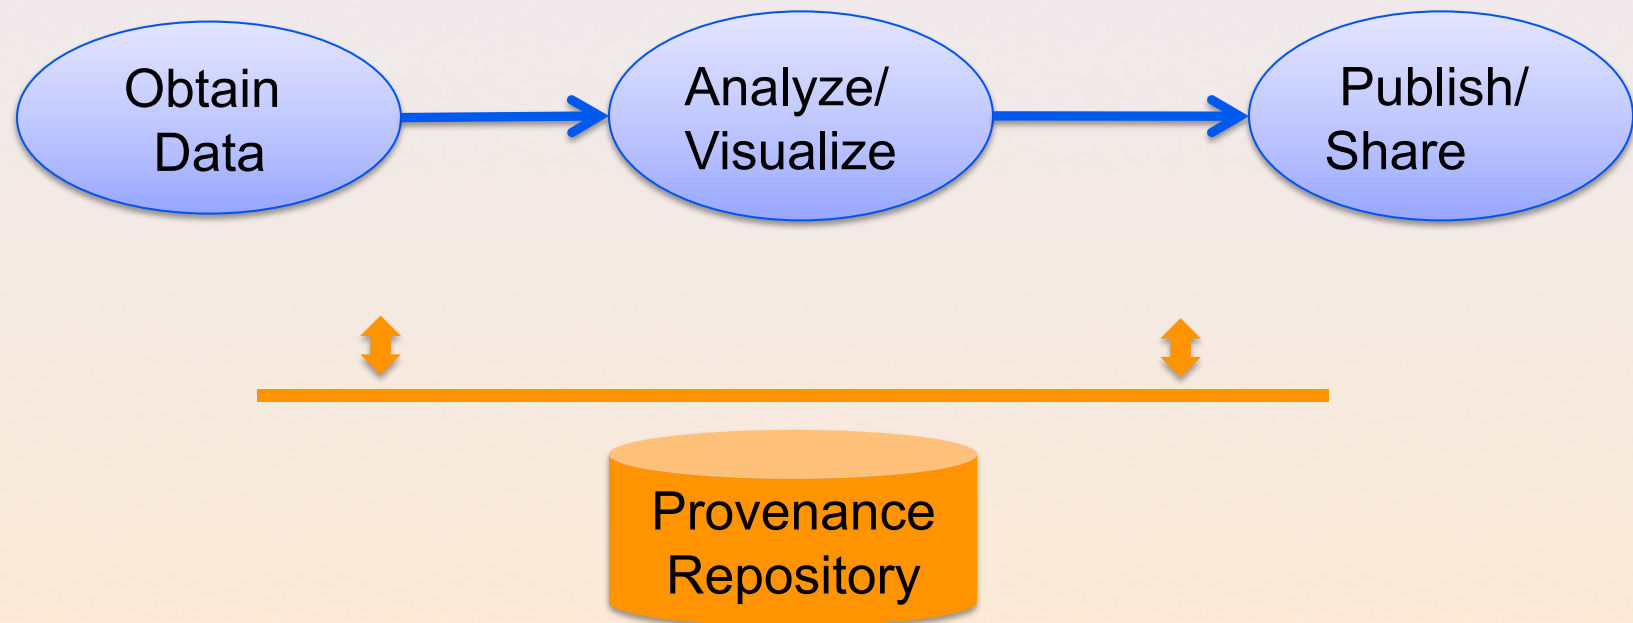 Obtain
Data
Analyze/
Visualize
Publish/
Share
Provenance
Repository